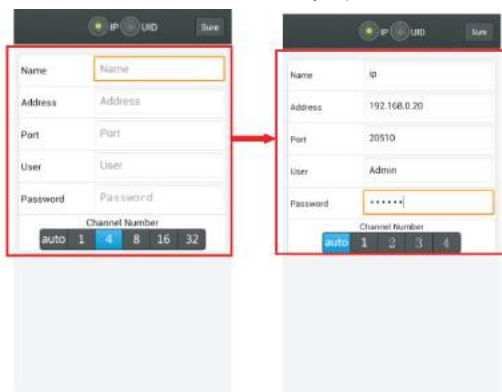 IP UID Sure
Name Name
Address Address
Port Port
User User
Password Password
Channel Number
auto 1 4 8 16 32
IP UID Sure
Name ip
Address 192.168.0.20
Port 20510
User Admin
Password ••••••
Channel Number
auto 1 2 3 4